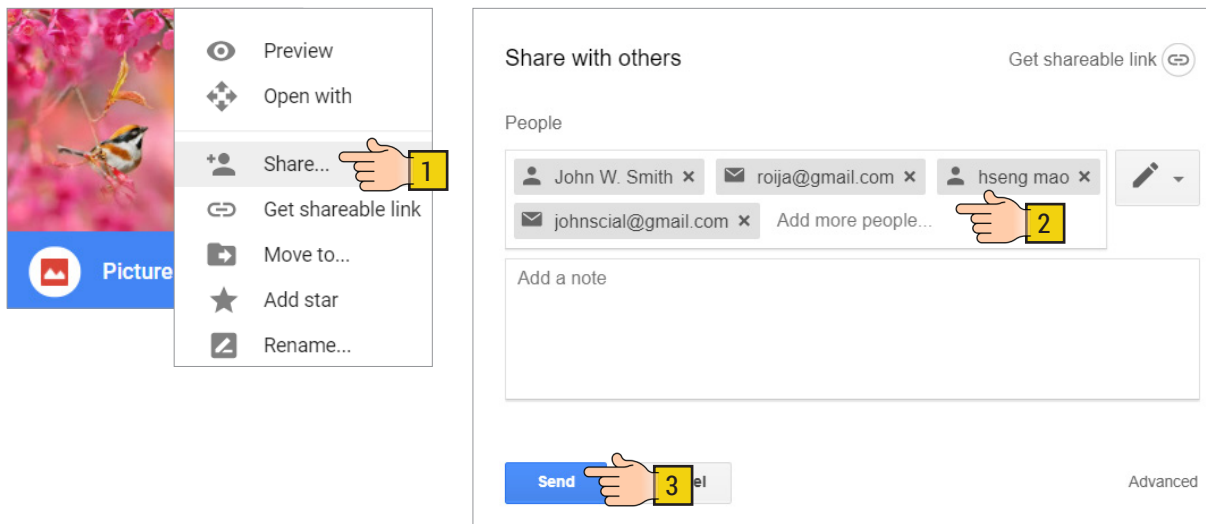 Preview
Open with
Share...
1
Get shareable link
Move to...
Picture
Add star
Rename...
Share with others
Get shareable link
People
John W. Smith × roija@gmail.com × hseng mao ×
johnscial@gmail.com × Add more people...
2
Add a note
Send
3
el
Advanced